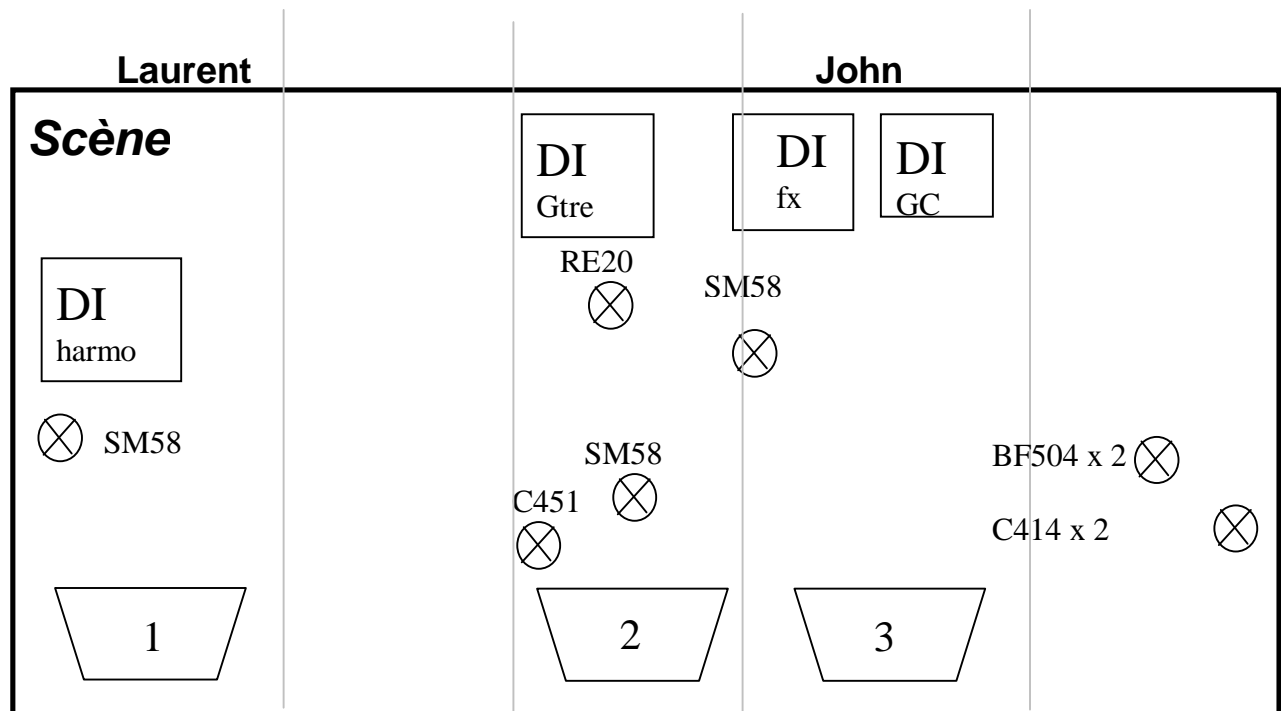 Laurent
John
Scène
DI
Gtre
DI
fx
DI
GC
DI
harmo
RE20
SM58
SM58
SM58
C451
BF504 x 2
C414 x 2
1
2
3